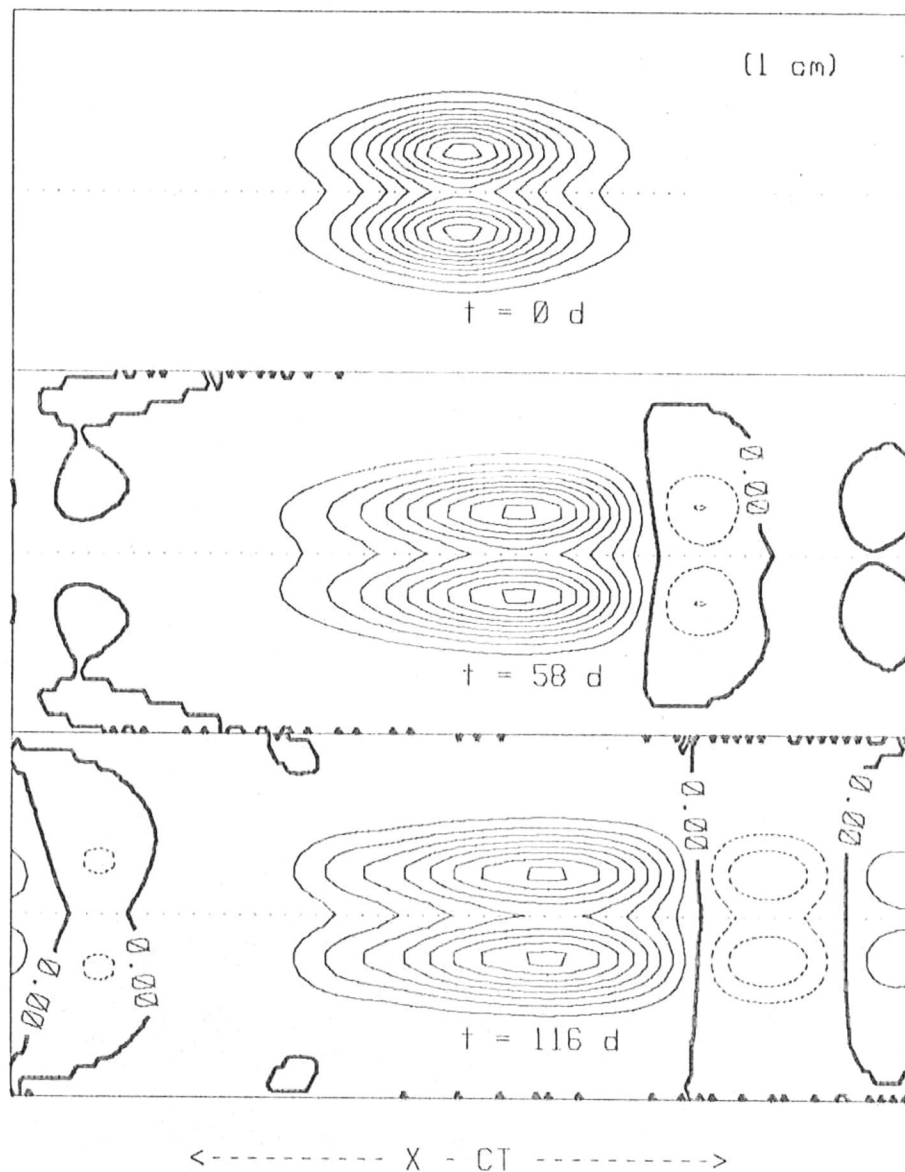 (1 cm)
t = 0 d
0.00
t = 58 d
0.00
0.00
0.00
0.00
t = 116 d
<----------- X - CT ----------->